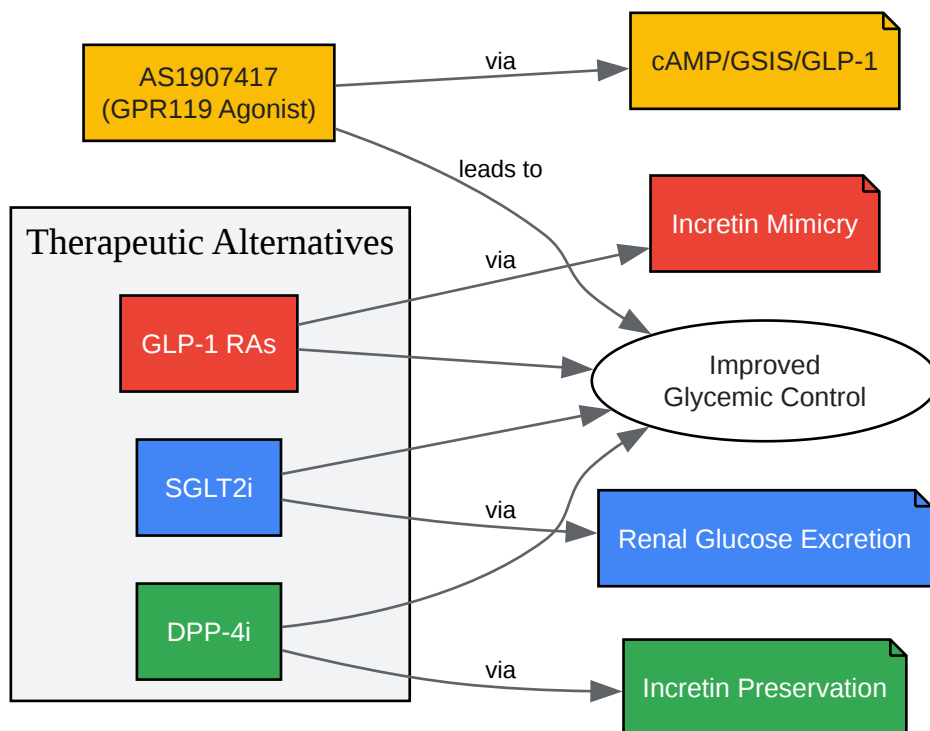 AS1907417
(GPR119 Agonist)
via
cAMP/GSIS/GLP-1
leads to
Therapeutic Alternatives
GLP-1 RAs
via
Incretin Mimicry
Improved
Glycemic Control
SGLT2i
via
Renal Glucose Excretion
DPP-4i
via
Incretin Preservation